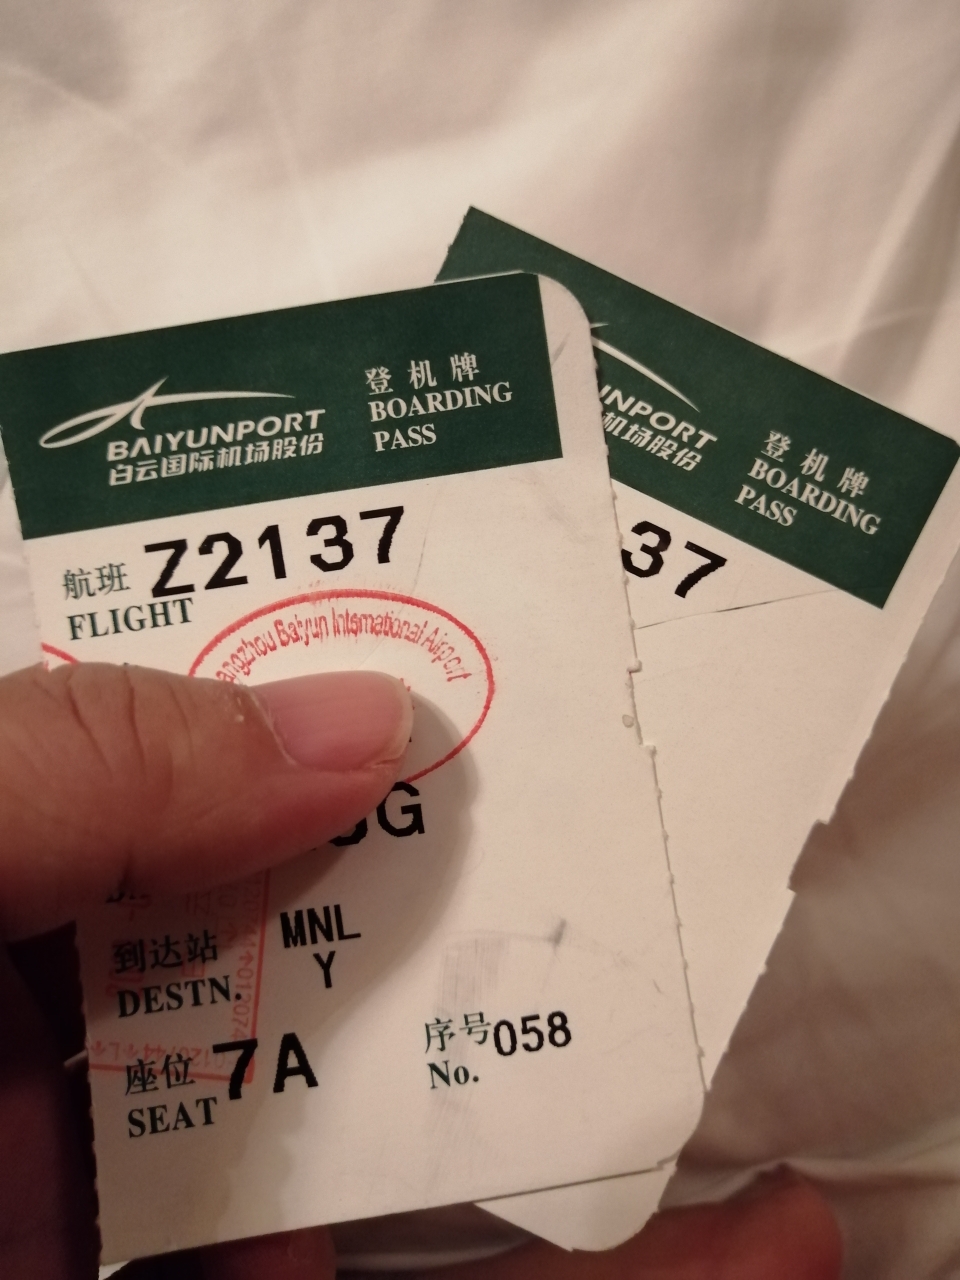 BAIYUNPORT
白云国际机场股份
登机牌
BOARDING
PASS
航班 Z2137
FLIGHT
Baiyun International Airport
MNL
到达站
Y
DESTN.
座位 7A
SEAT
序号 058
No.
UNPORT
机场股份
登机牌
BOARDING
PASS
37